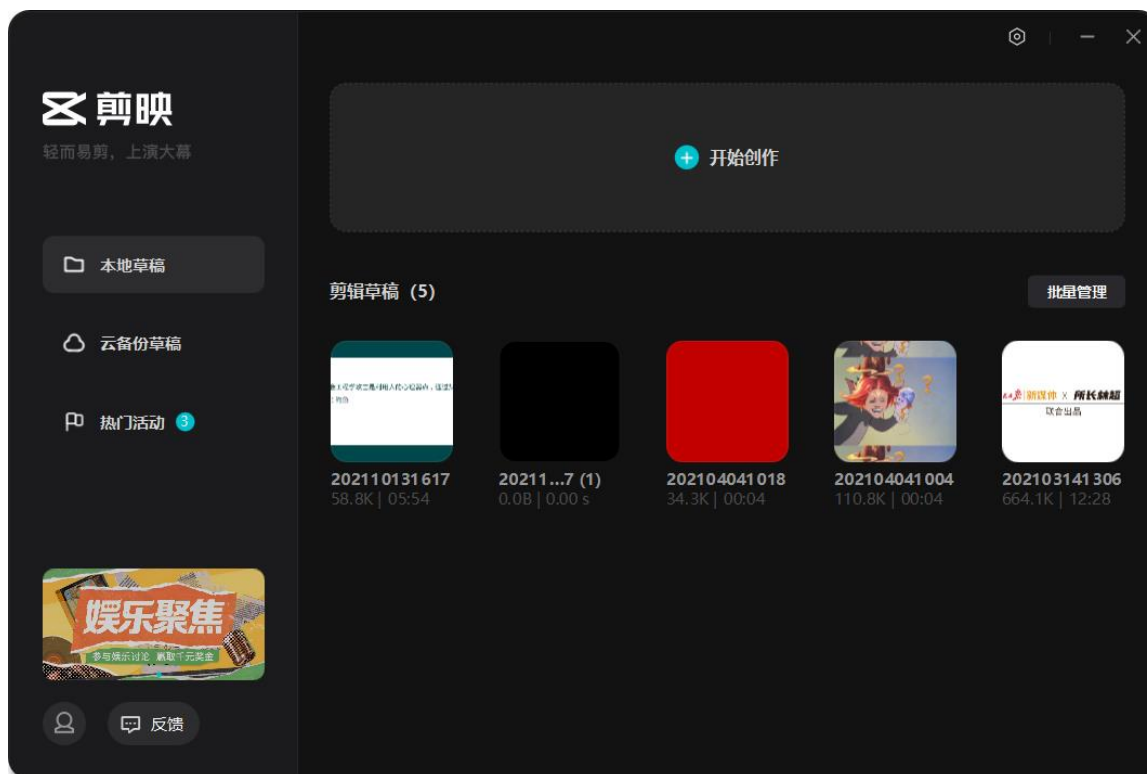 剪映
轻而易剪，上演大幕
开始创作
本地草稿
剪辑草稿 (5)
批量管理
云备份草稿
热门活动 3
新媒体 × 所长林超
联合出品
202110131617
58.8K | 05:54
20211...7 (1)
0.0B | 0.00 s
202104041018
34.3K | 00:04
202104041004
110.8K | 00:04
202103141306
664.1K | 12:28
娱乐聚焦
参与娱乐讨论 赢取千元奖金
反馈